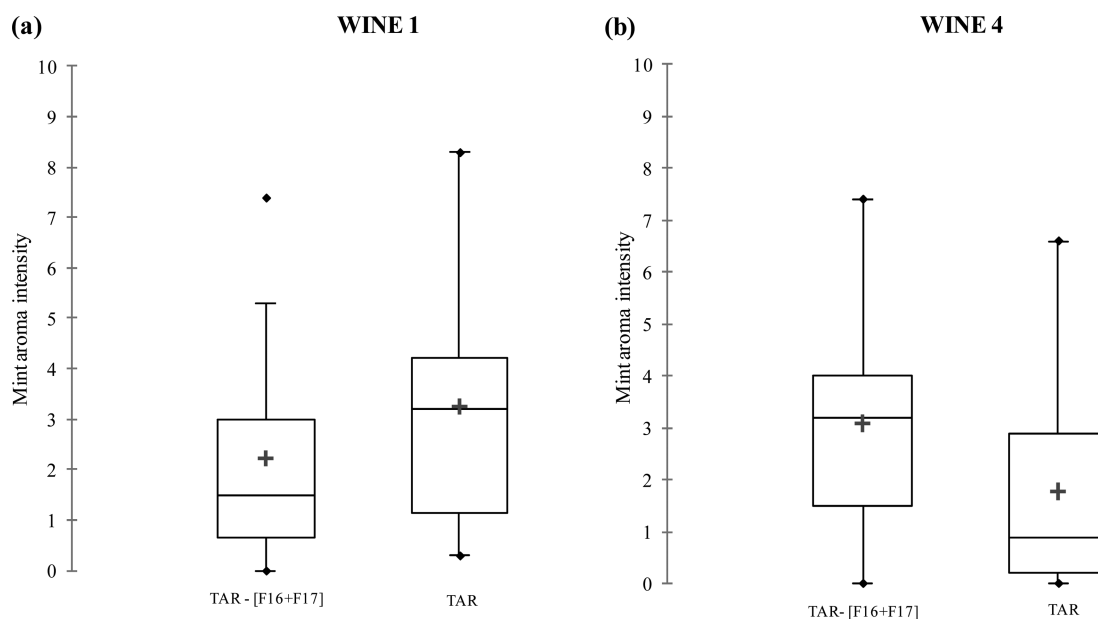 (a)
WINE 1
10
9
8
7
6
5
4
3
2
1
0
Mint aroma intensity
TAR - [F16+F17]
TAR
(b)
WINE 4
10
9
8
7
6
5
4
3
2
1
0
Mint aroma intensity
TAR- [F16+F17]
TAR